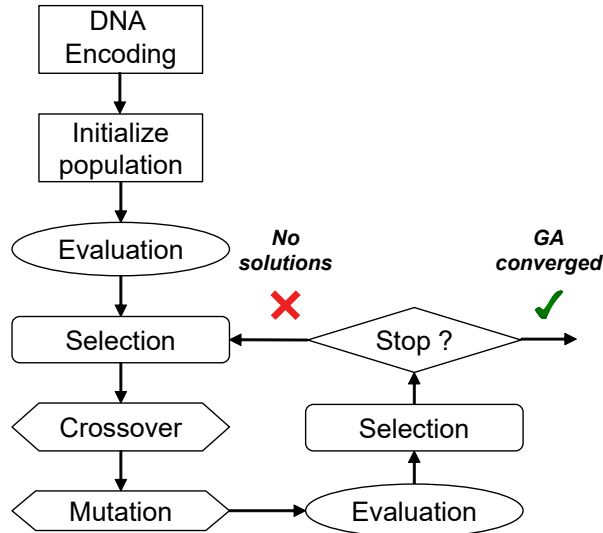 DNA
Encoding
Initialize
population
Evaluation
No
solutions
GA
converged
Selection
Stop ?
Crossover
Selection
Mutation
Evaluation